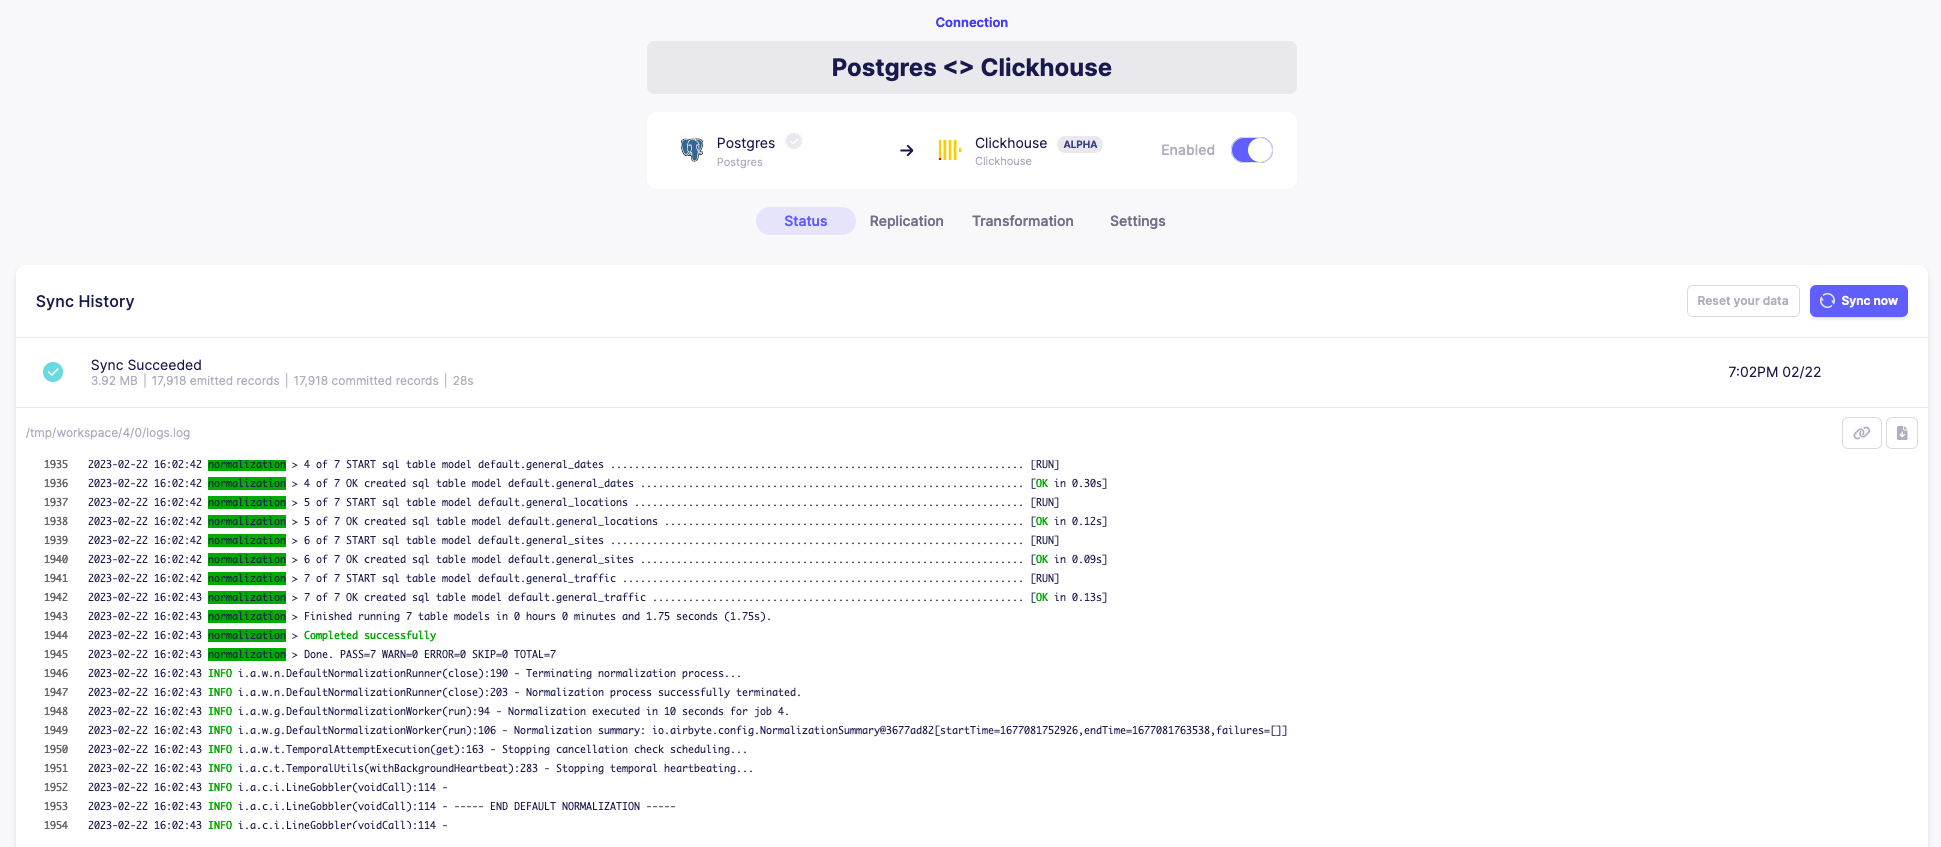 Connection
Postgres <> Clickhouse
Postgres
Postgres
Clickhouse ALPHA
Clickhouse
Enabled
Status Replication Transformation Settings
Sync History
Reset your data
Sync now
Sync Succeeded
3.92 MB | 17,918 emitted records | 17,918 committed records | 28s
7:02PM 02/22
/tmp/workspace/4/0/logs.log
1935 2023-02-22 16:02:42 normalization > 4 of 7 START sql table model default.general_dates ..................................................................... [RUN]
1936 2023-02-22 16:02:42 normalization > 4 of 7 OK created sql table model default.general_dates ................................................................ [OK in 0.30s]
1937 2023-02-22 16:02:42 normalization > 5 of 7 START sql table model default.general_locations ................................................................. [RUN]
1938 2023-02-22 16:02:42 normalization > 5 of 7 OK created sql table model default.general_locations ............................................................ [OK in 0.12s]
1939 2023-02-22 16:02:42 normalization > 6 of 7 START sql table model default.general_sites ..................................................................... [RUN]
1940 2023-02-22 16:02:42 normalization > 6 of 7 OK created sql table model default.general_sites ................................................................ [OK in 0.09s]
1941 2023-02-22 16:02:42 normalization > 7 of 7 START sql table model default.general_traffic ................................................................... [RUN]
1942 2023-02-22 16:02:43 normalization > 7 of 7 OK created sql table model default.general_traffic .............................................................. [OK in 0.13s]
1943 2023-02-22 16:02:43 normalization > Finished running 7 table models in 0 hours 0 minutes and 1.75 seconds (1.75s).
1944 2023-02-22 16:02:43 normalization > Completed successfully
1945 2023-02-22 16:02:43 normalization > Done. PASS=7 WARN=0 ERROR=0 SKIP=0 TOTAL=7
1946 2023-02-22 16:02:43 INFO i.a.w.n.DefaultNormalizationRunner(close):190 - Terminating normalization process...
1947 2023-02-22 16:02:43 INFO i.a.w.n.DefaultNormalizationRunner(close):203 - Normalization process successfully terminated.
1948 2023-02-22 16:02:43 INFO i.a.w.g.DefaultNormalizationWorker(run):94 - Normalization executed in 10 seconds for job 4.
1949 2023-02-22 16:02:43 INFO i.a.w.g.DefaultNormalizationWorker(run):106 - Normalization summary: io.airbyte.config.NormalizationSummary@3677ad82[startTime=1677081752926,endTime=1677081763538,failures=[]]
1950 2023-02-22 16:02:43 INFO i.a.w.t.TemporalAttemptExecution(get):163 - Stopping cancellation check scheduling...
1951 2023-02-22 16:02:43 INFO i.a.c.t.TemporalUtils(withBackgroundHeartbeat):283 - Stopping temporal heartbeating...
1952 2023-02-22 16:02:43 INFO i.a.c.i.LineGobbler(voidCall):114 -
1953 2023-02-22 16:02:43 INFO i.a.c.i.LineGobbler(voidCall):114 - ----- END DEFAULT NORMALIZATION -----
1954 2023-02-22 16:02:43 INFO i.a.c.i.LineGobbler(voidCall):114 -